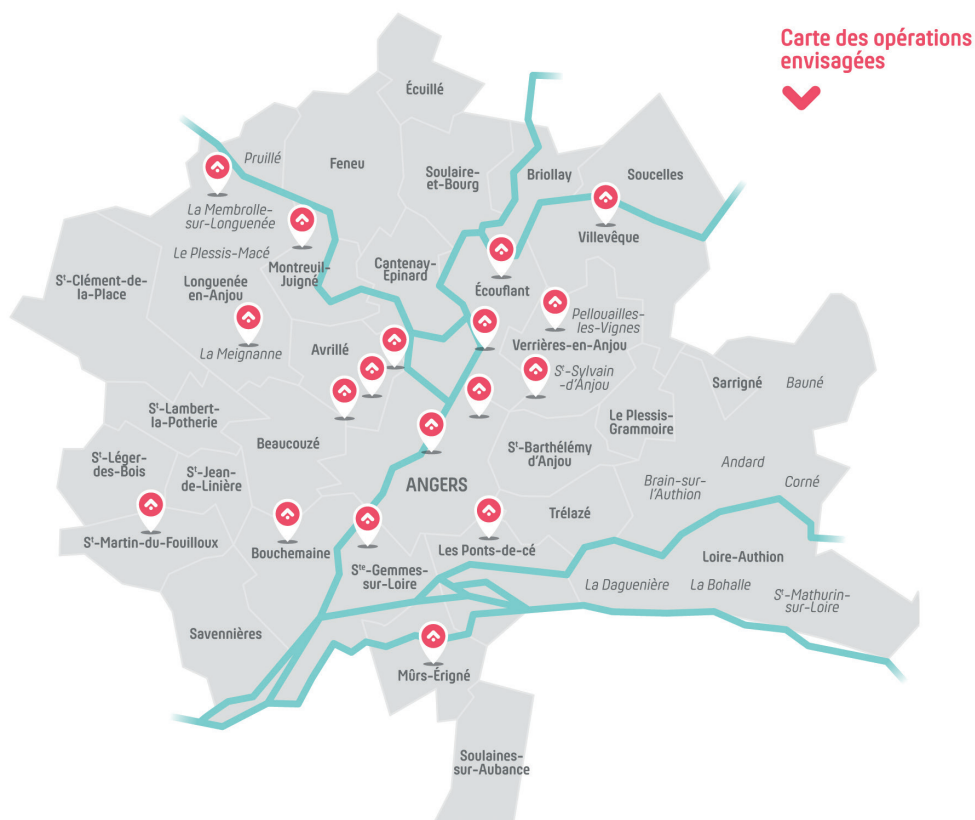 Carte des opérations
envisagées
Écuillé
Pruillé
Feneu
Soulaire-
et-Bourg
Briollay
Soucelles
La Membrolle-
sur-Longuenée
Villevêque
Le Plessis-Macé
Sᵗ-Clément-de-
la-Place
Longuenée
en-Anjou
Montreuil-
Juigné
Cantenay-
Épinard
Écouflant
Pellouailles-
les-Vignes
La Meignanne
Avrillé
Verrières-en-Anjou
Sᵗ-Sylvain
-d'Anjou
Sarrigné
Bauné
Sᵗ-Lambert-
la-Potherie
Beaucouzé
Le Plessis-
Grammoire
Sᵗ-Léger-
des-Bois
Sᵗ-Jean-
de-Linière
Sᵗ-Barthélémy
d'Anjou
Andard
ANGERS
Brain-sur-
l'Authion
Corné
Trélazé
Sᵗ-Martin-du-Fouilloux
Bouchemaine
Les Ponts-de-cé
Loire-Authion
Sᵗᵉ-Gemmes-
sur-Loire
La Daguenière
La Bohalle
Sᵗ-Mathurin-
sur-Loire
Savennières
Mûrs-Érigné
Soulaines-
sur-Aubance